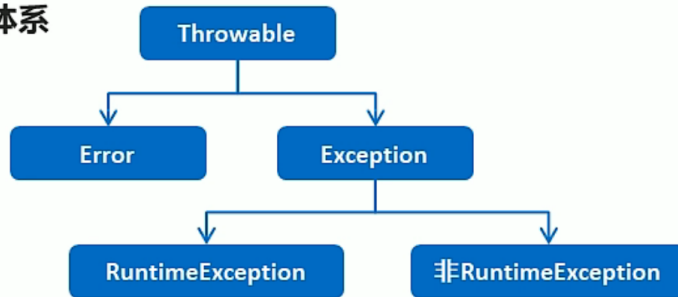 体系
Throwable
Error
Exception
RuntimeException
非RuntimeException